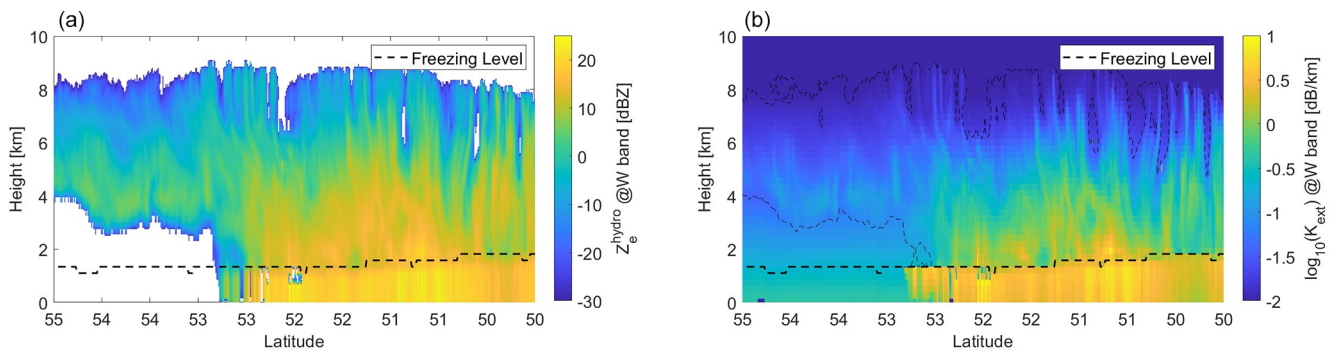 (a)
10
8
6
4
2
0
Height [km]
Freezing Level
55 54 54 53 53 52 52 51 51 50 50
Latitude
20
10
0
-10
-20
-30
Z_e^hydro @W band [dBZ]
(b)
10
8
6
4
2
0
Height [km]
Freezing Level
55 54 54 53 53 52 52 51 51 50 50
Latitude
1
0.5
0
-0.5
-1
-1.5
-2
log10(K_ext) @W band [dB/km]